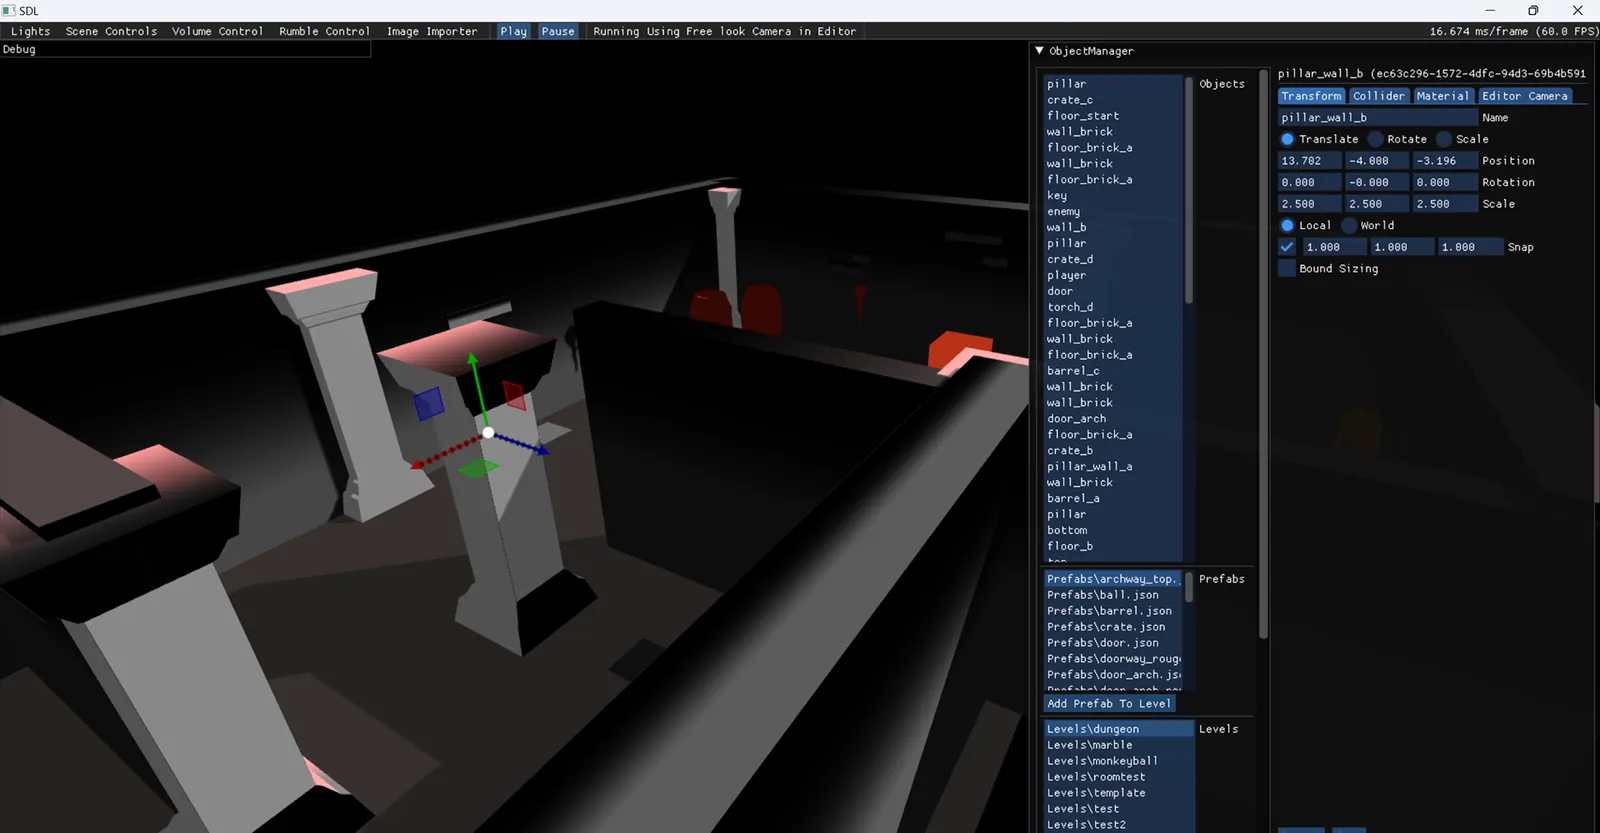 SDL
Lights Scene Controls Volume Control Rumble Control Image Importer Play Pause Running Using Free look Camera in Editor 16.674 ms/frame (60.0 FPS)
Debug
ObjectManager
pillar
crate_c
floor_start
wall_brick
floor_brick_a
wall_brick
floor_brick_a
key
enemy
wall_b
pillar
crate_d
player
door
torch_d
floor_brick_a
wall_brick
floor_brick_a
barrel_c
wall_brick
wall_brick
door_arch
floor_brick_a
crate_b
pillar_wall_a
wall_brick
barrel_a
pillar
bottom
floor_b
Objects
Prefabs\archway_top.
Prefabs\ball.json
Prefabs\barrel.json
Prefabs\crate.json
Prefabs\door.json
Prefabs\doorway_roug
Prefabs\door_arch.js
Prefabs
Add Prefab To Level
Levels\dungeon
Levels\marble
Levels\monkeyball
Levels\roomtest
Levels\template
Levels\test
Levels\test2
Levels
pillar_wall_b (ec63c296-1572-4dfc-94d3-69b4b591
Transform Collider Material Editor Camera
pillar_wall_b Name
Translate Rotate Scale
13.702 -4.000 -3.196 Position
0.000 -0.000 0.000 Rotation
2.500 2.500 2.500 Scale
Local World
1.000 1.000 1.000 Snap
Bound Sizing